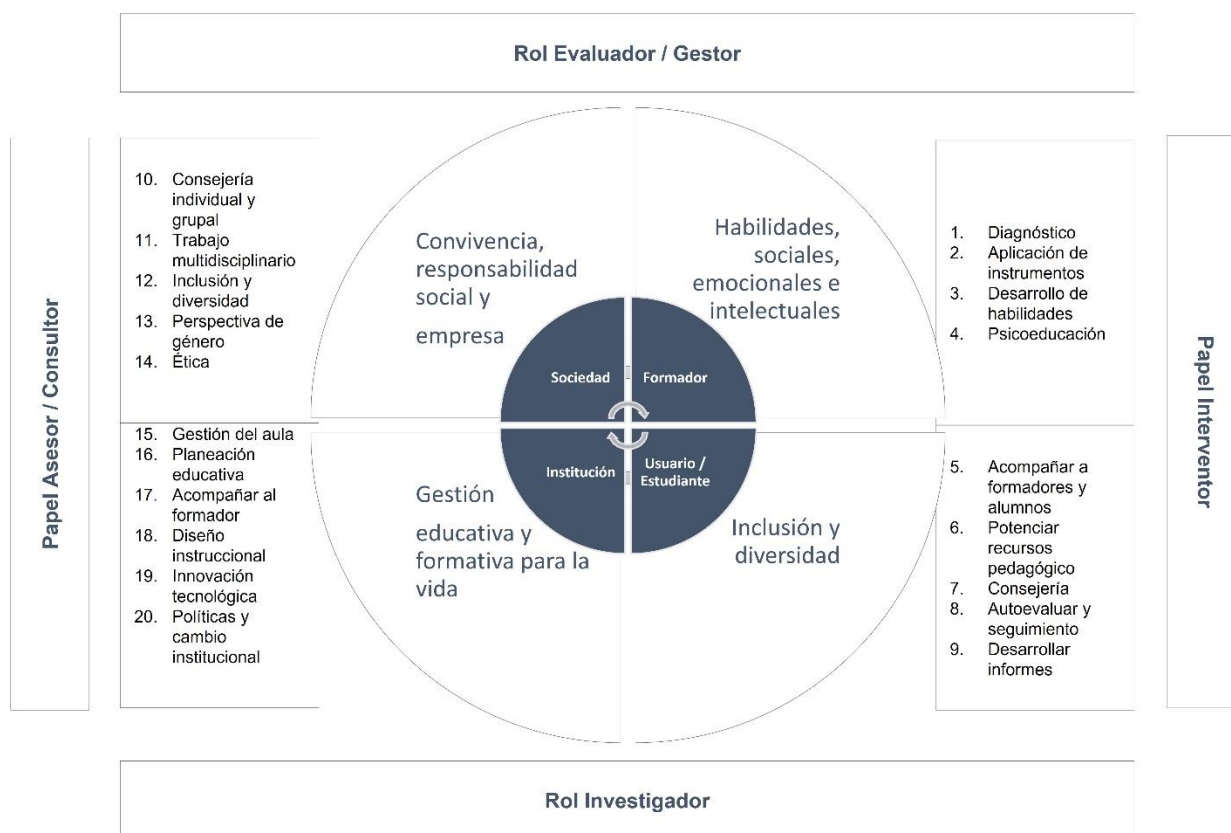 Rol Evaluador / Gestor
Papel Asesor / Consultor
10. Consejería
individual y
grupal
11. Trabajo
multidisciplinario
12. Inclusión y
diversidad
13. Perspectiva de
género
14. Ética
15. Gestión del aula
16. Planeación
educativa
17. Acompañar al
formador
18. Diseño
instruccional
19. Innovación
tecnológica
20. Políticas y
cambio
institucional
Convivencia,
responsabilidad
social y
empresa
Habilidades,
sociales,
emocionales e
intelectuales
Sociedad
Formador
Institución
Usuario /
Estudiante
Gestión
educativa y
formativa para la
vida
Inclusión y
diversidad
1. Diagnóstico
2. Aplicación de
instrumentos
3. Desarrollo de
habilidades
4. Psicoeducación
5. Acompañar a
formadores y
alumnos
6. Potenciar
recursos
pedagógico
7. Consejería
8. Autoevaluar y
seguimiento
9. Desarrollar
informes
Papel Interventor
Rol Investigador